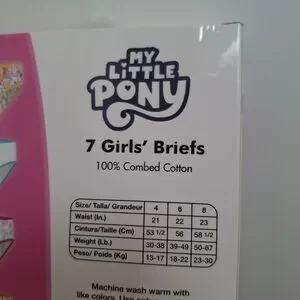 MY
LITTLE
PONY
7 Girls' Briefs
100% Combed Cotton
Size/ Talla/ Grandeur 4 6 8
Waist (In.) 21 22 23
Cintura/Taille (Cm) 53 1/2 56 58 1/2
Weight (Lb.) 30-38 39-49 50-67
Peso/ Poids (Kg) 13-17 18-22 23-30
Machine wash warm with
like colors. Use